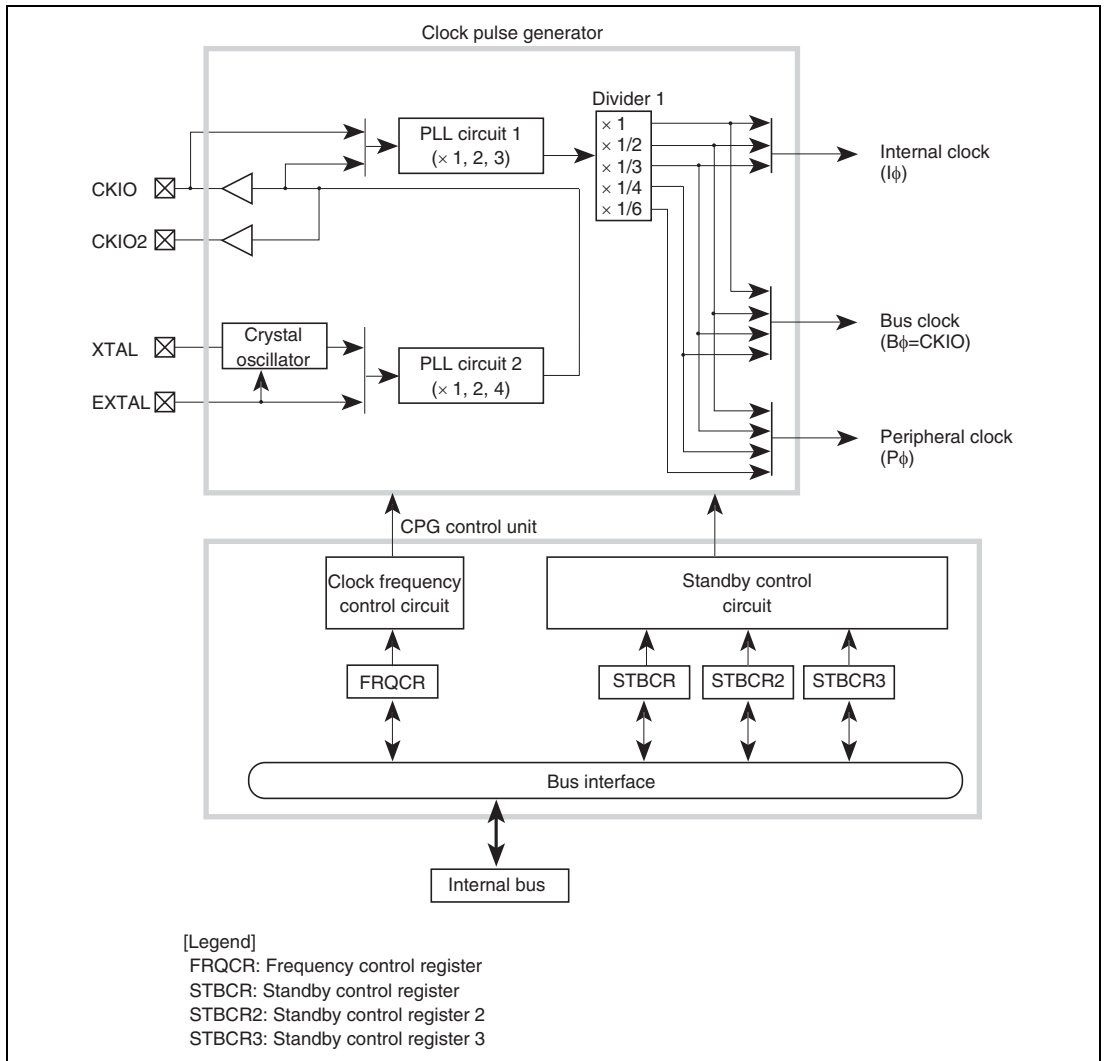 Clock pulse generator
Divider 1
× 1
× 1/2
× 1/3
× 1/4
× 1/6
PLL circuit 1
(× 1, 2, 3)
Internal clock
(Iφ)
CKIO
CKIO2
Bus clock
(Bφ=CKIO)
XTAL
Crystal
oscillator
PLL circuit 2
(× 1, 2, 4)
EXTAL
Peripheral clock
(Pφ)
CPG control unit
Clock frequency
control circuit
Standby control
circuit
FRQCR
STBCR
STBCR2
STBCR3
Bus interface
Internal bus
[Legend]
FRQCR: Frequency control register
STBCR: Standby control register
STBCR2: Standby control register 2
STBCR3: Standby control register 3